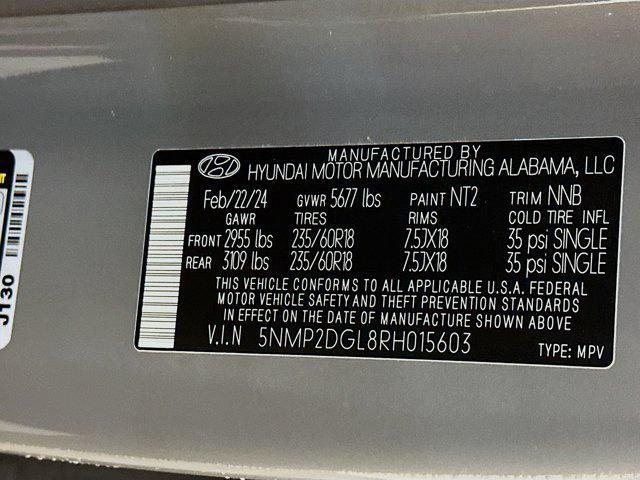 MANUFACTURED BY
HYUNDAI MOTOR MANUFACTURING ALABAMA, LLC
Feb/22/24 GVWR 5677 lbs PAINT NT2 TRIM NNB
GAWR TIRES RIMS COLD TIRE INFL
FRONT 2955 lbs 235/60R18 7.5JX18 35 psi SINGLE
REAR 3109 lbs 235/60R18 7.5JX18 35 psi SINGLE
THIS VEHICLE CONFORMS TO ALL APPLICABLE U.S.A. FEDERAL
MOTOR VEHICLE SAFETY AND THEFT PREVENTION STANDARDS
IN EFFECT ON THE DATE OF MANUFACTURE SHOWN ABOVE
V.I.N 5NMP2DGL8RH015603 TYPE: MPV
J130